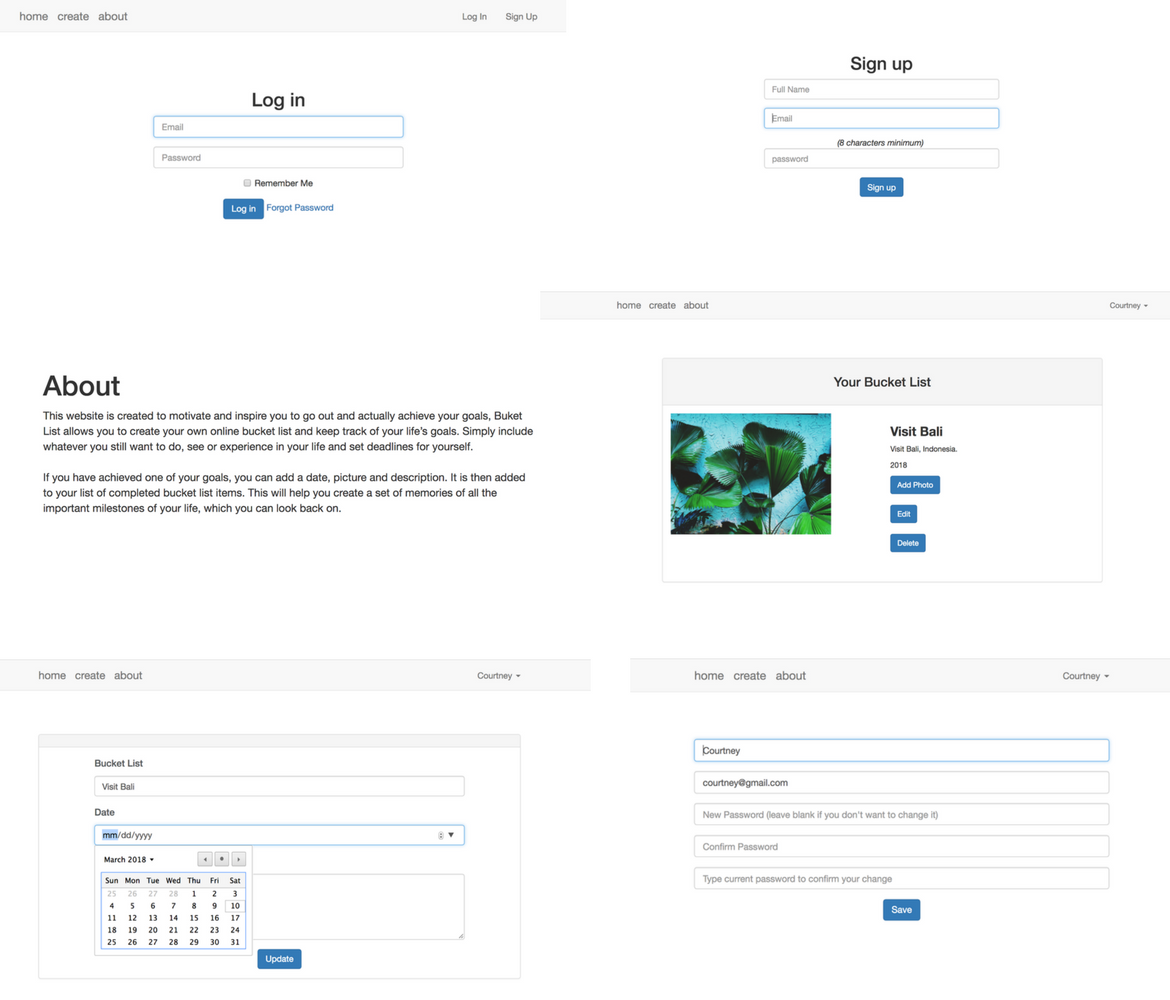 home create about Log In Sign Up
Log in
Email
Password
Remember Me
Log in Forgot Password
Sign up
Full Name
Email
(8 characters minimum)
password
Sign up
About
This website is created to motivate and inspire you to go out and actually achieve your goals, Buket
List allows you to create your own online bucket list and keep track of your life's goals. Simply include
whatever you still want to do, see or experience in your life and set deadlines for yourself.
If you have achieved one of your goals, you can add a date, picture and description. It is then added
to your list of completed bucket list items. This will help you create a set of memories of all the
important milestones of your life, which you can look back on.
home create about Courtney
Your Bucket List
Visit Bali
Visit Bali, Indonesia.
2018
Add Photo
Edit
Delete
home create about Courtney
Bucket List
Visit Bali
Date
mm/dd/yyyy
March 2018
Sun Mon Tue Wed Thu Fri Sat
25 26 27 28 1 2 3
4 5 6 7 8 9 10
11 12 13 14 15 16 17
18 19 20 21 22 23 24
25 26 27 28 29 30 31
Update
home create about Courtney
Courtney
courtney@gmail.com
New Password (leave blank if you don't want to change it)
Confirm Password
Type current password to confirm your change
Save